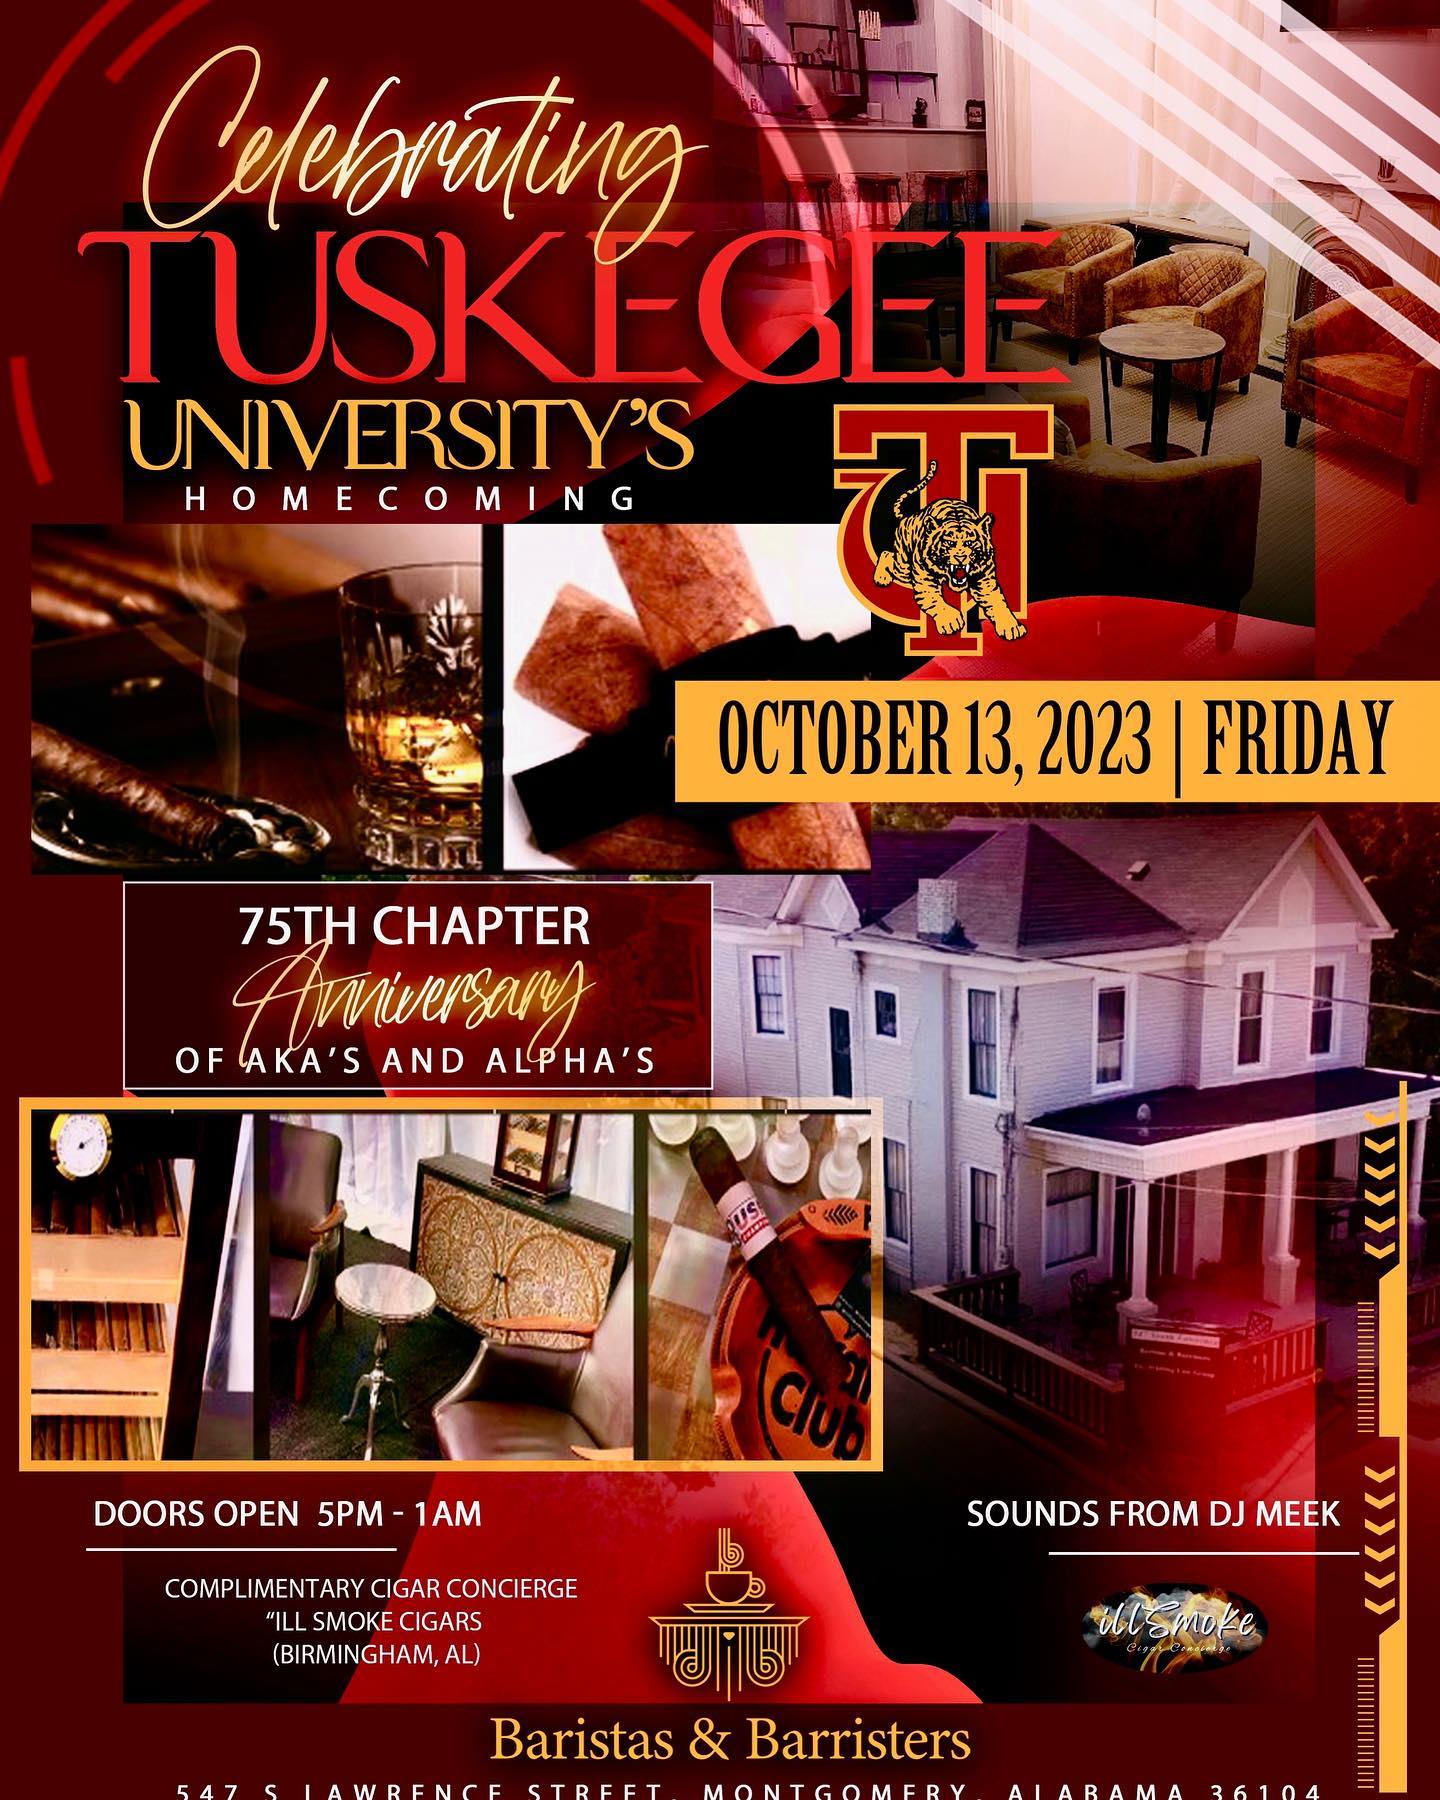 Celebrating
TUSKEGEE
UNIVERSITY'S
HOMECOMING
OCTOBER 13, 2023 | FRIDAY
75TH CHAPTER
Anniversary
OF AKA'S AND ALPHA'S
Club
DOORS OPEN 5PM - 1AM
SOUNDS FROM DJ MEEK
COMPLIMENTARY CIGAR CONCIERGE
"ILL SMOKE CIGARS
(BIRMINGHAM, AL)
illSmoke
Cigar Concierge
Baristas & Barristers
547 S LAWRENCE STREET, MONTGOMERY, ALABAMA 36104